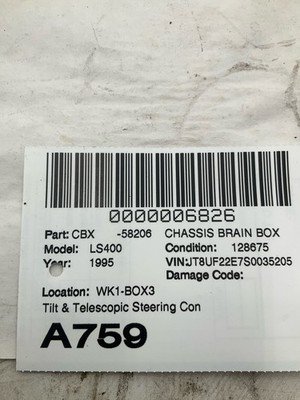 0000006826
Part: CBX -58206 CHASSIS BRAIN BOX
Model: LS400 Condition: 128675
Year: 1995 VIN:JT8UF22E7S0035205
Damage Code:
Location: WK1-BOX3
Tilt & Telescopic Steering Con
A759